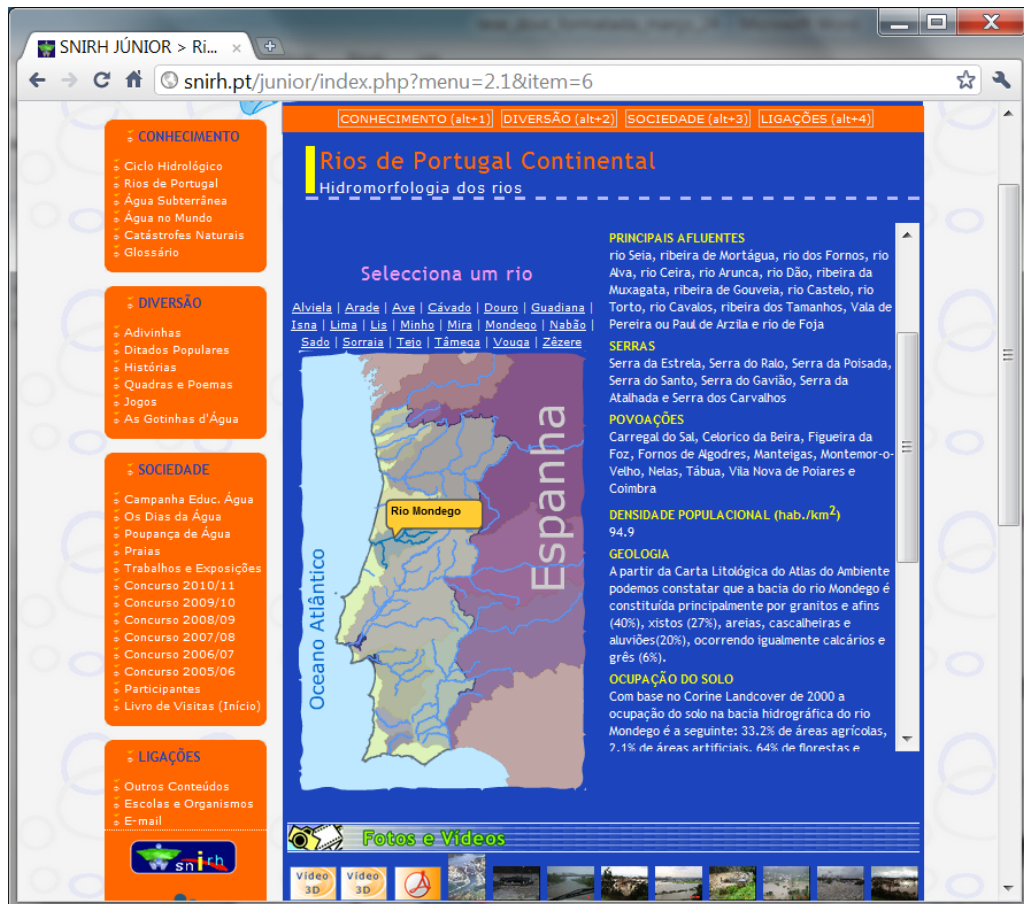 SNIRH JÚNIOR > Ri...
snirh.pt/junior/index.php?menu=2.1&item=6
CONHECIMENTO
Ciclo Hidrológico
Rios de Portugal
Água Subterrânea
Água no Mundo
Catástrofes Naturais
Glossário
DIVERSÃO
Adivinhas
Ditados Populares
Histórias
Quadras e Poemas
Jogos
As Gotinhas d'Água
SOCIEDADE
Campanha Educ. Água
Os Dias da Água
Poupança de Água
Praias
Trabalhos e Exposições
Concurso 2010/11
Concurso 2009/10
Concurso 2008/09
Concurso 2007/08
Concurso 2006/07
Concurso 2005/06
Participantes
Livro de Visitas (Início)
LIGAÇÕES
Outros Conteúdos
Escolas e Organismos
E-mail
snirh
CONHECIMENTO (alt+1) DIVERSÃO (alt+2) SOCIEDADE (alt+3) LIGAÇÕES (alt+4)
Rios de Portugal Continental
Hidromorfologia dos rios
Selecciona um rio
Alviela | Arade | Ave | Cávado | Douro | Guadiana |
Isna | Lima | Lis | Minho | Mira | Mondego | Nabão |
Sado | Sorraia | Tejo | Tâmega | Vouga | Zêzere
Rio Mondego
Espanha
Oceano Atlântico
PRINCIPAIS AFLUENTES
rio Seia, ribeira de Mortágua, rio dos Fornos, rio
Alva, rio Ceira, rio Arunca, rio Dão, ribeira da
Muxagata, ribeira de Gouveia, rio Castelo, rio
Torto, rio Cavalos, ribeira dos Tamanhos, Vala de
Pereira ou Paul de Arzila e rio de Foja
SERRAS
Serra da Estrela, Serra do Ralo, Serra da Poisada,
Serra do Santo, Serra do Gavião, Serra da
Atalhada e Serra dos Carvalhos
POVOAÇÕES
Carregal do Sal, Celorico da Beira, Figueira da
Foz, Fornos de Algodres, Manteigas, Montemor-o-
Velho, Nelas, Tábua, Vila Nova de Poiares e
Coimbra
DENSIDADE POPULACIONAL (hab./km²)
94.9
GEOLOGIA
A partir da Carta Litológica do Atlas do Ambiente
podemos constatar que a bacia do rio Mondego é
constituída principalmente por granitos e afins
(40%), xistos (27%), areias, cascalheiras e
aluviões(20%), ocorrendo igualmente calcários e
grês (6%).
OCUPAÇÃO DO SOLO
Com base no Corine Landcover de 2000 a
ocupação do solo na bacia hidrográfica do rio
Mondego é a seguinte: 33.2% de áreas agrícolas,
2.1% de áreas artificiais, 64% de florestas e
Fotos e Vídeos
Vídeo
3D
Vídeo
3D